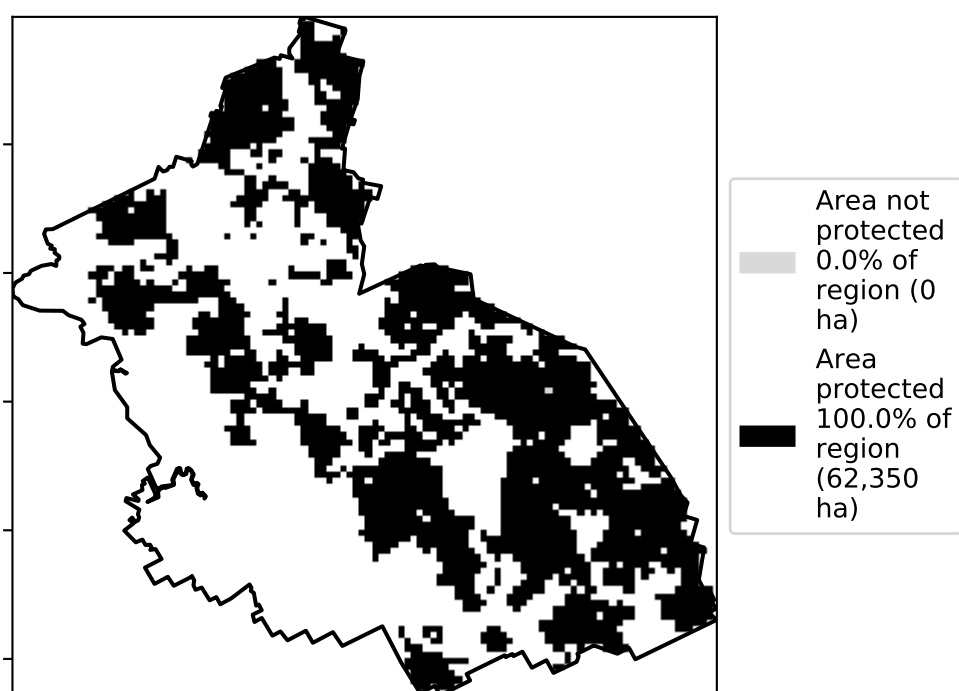 Area not
protected
0.0% of
region (0
ha)
Area
protected
100.0% of
region
(62,350
ha)